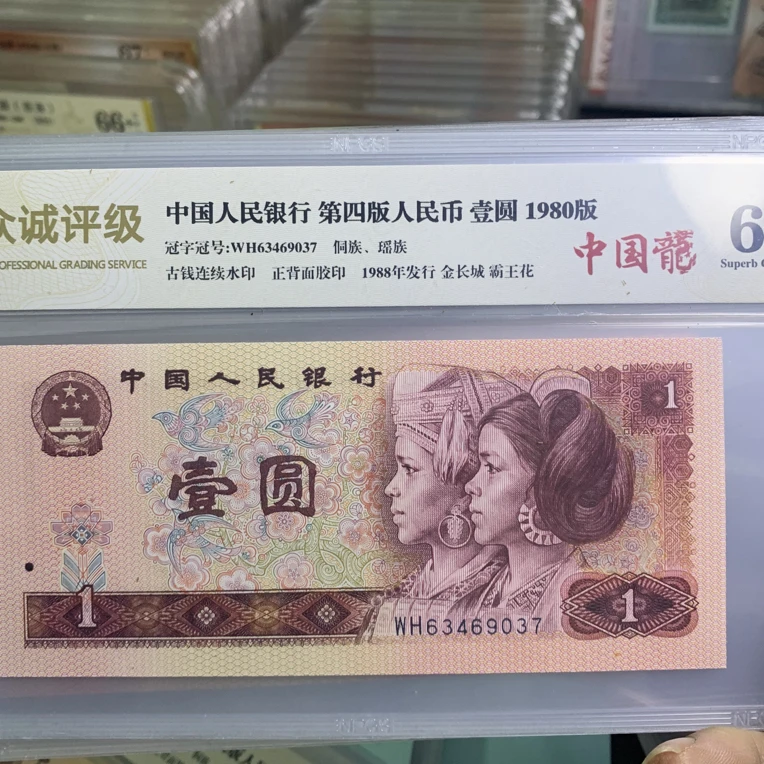 67
66
众诚评级
PROFESSIONAL GRADING SERVICE
中国人民银行 第四版人民币 壹圆 1980版
冠字冠号:WH63469037 侗族、瑶族
古钱连续水印 正背面胶印 1988年发行 金长城 霸王花
中国龍
6
Superb
中国人民银行
1
壹圆
1
1
WH63469037